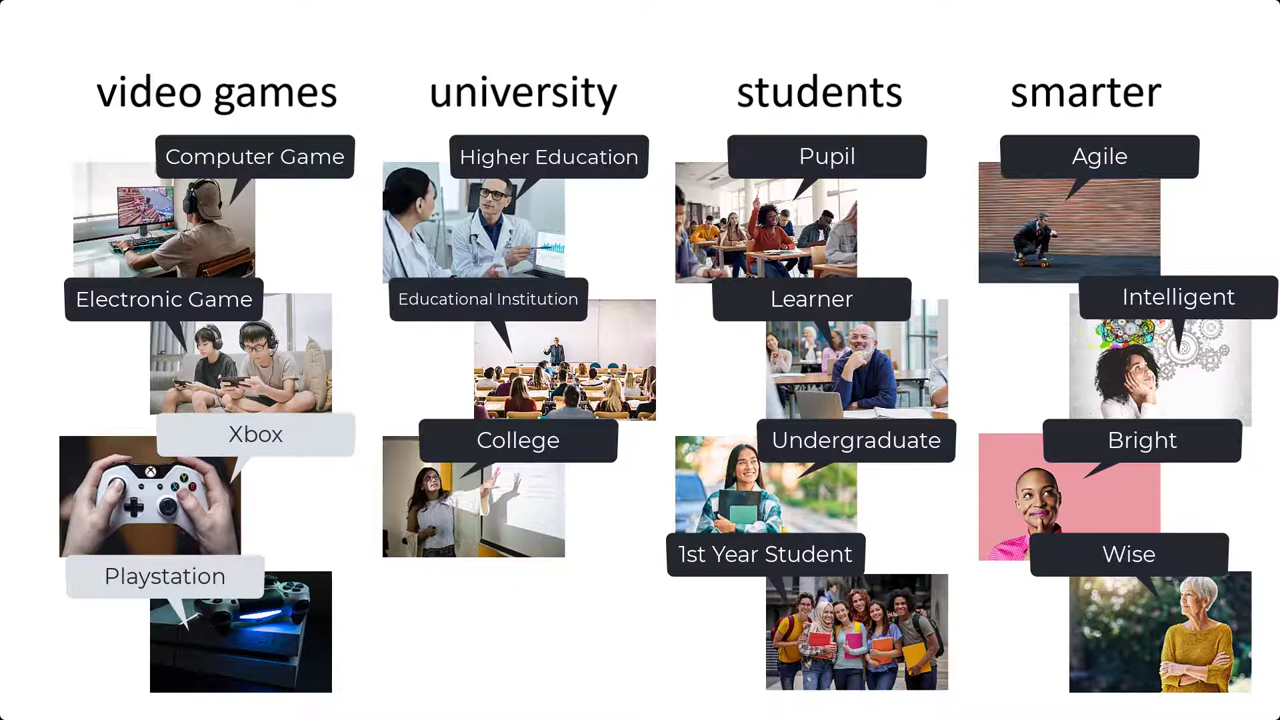 video games
university
students
smarter
Computer Game
Higher Education
Pupil
Agile
Electronic Game
Educational Institution
Learner
Intelligent
Xbox
College
Undergraduate
Bright
Playstation
1st Year Student
Wise